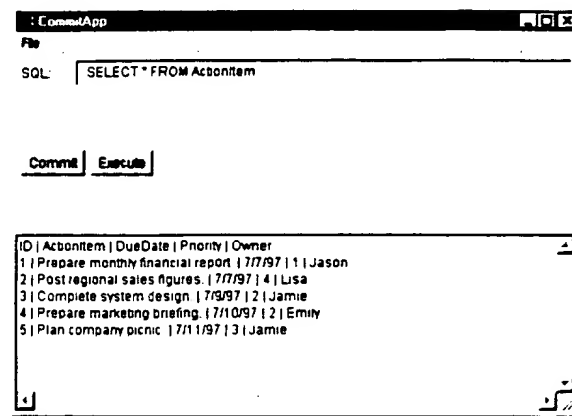 CommitApp
File
SQL: SELECT * FROM ActionItem
Commit Execute
ID | ActionItem | DueDate | Priority | Owner
1 | Prepare monthly financial report. | 7/7/97 | 1 | Jason
2 | Post regional sales figures. | 7/7/97 | 4 | Lisa
3 | Complete system design. | 7/9/97 | 2 | Jamie
4 | Prepare marketing briefing. | 7/10/97 | 2 | Emily
5 | Plan company picnic. | 7/11/97 | 3 | Jamie